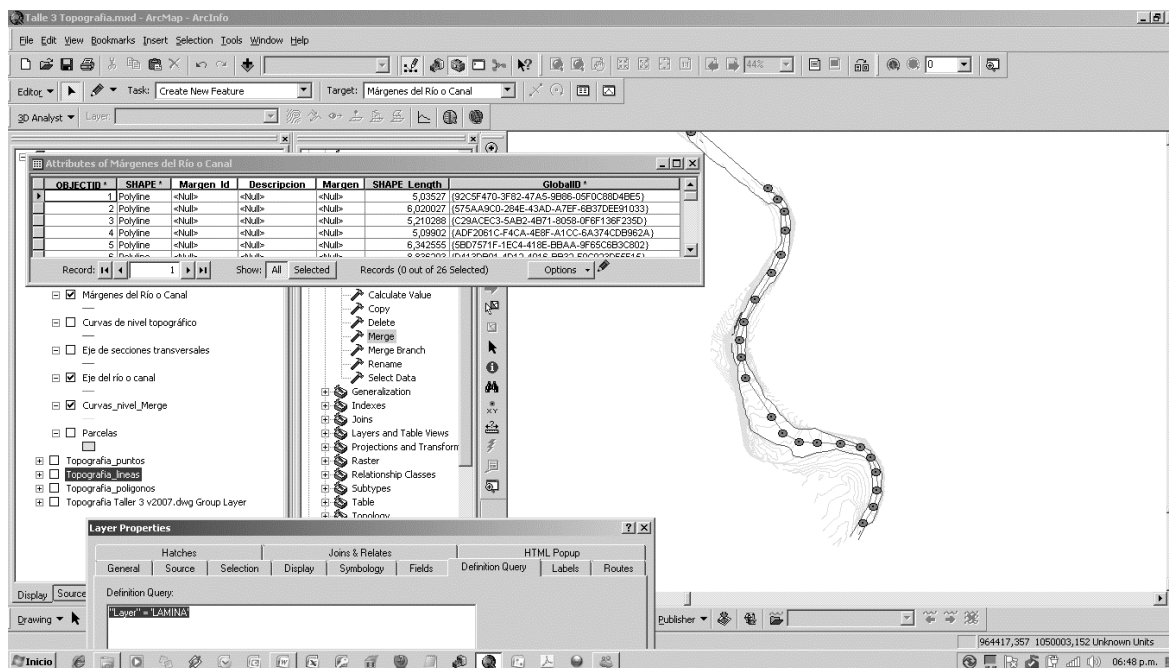 Talle 3 Topografia.mxd - ArcMap - ArcInfo
File Edit View Bookmarks Insert Selection Tools Window Help
44%
0
Editor Task: Create New Feature Target: Márgenes del Río o Canal
3D Analyst Layer:
Attributes of Márgenes del Río o Canal
OBJECTID * SHAPE * Margen_Id Descripcion Margen SHAPE_Length GlobalID *
1 Polyline <Null> <Null> <Null> 5,03527 {92C5F470-3F82-47A5-9B86-05F0C88D4BE5}
2 Polyline <Null> <Null> <Null> 6,020027 {575AA9C0-284E-43AD-A7EF-6B37DEE91033}
3 Polyline <Null> <Null> <Null> 5,210288 {C29ACEC3-5AB2-4B71-8058-0F6F136F235D}
4 Polyline <Null> <Null> <Null> 5,09902 {ADF2061C-F4CA-4E8F-A1CC-6A374CDB962A}
5 Polyline <Null> <Null> <Null> 6,342555 {5BD7571F-1EC4-418E-BBAA-9F65C6B3C802}
Record: 1 Show: All Selected Records (0 out of 26 Selected) Options
Márgenes del Río o Canal
Curvas de nivel topográfico
Eje de secciones transversales
Eje del río o canal
Curvas_nivel_Merge
Parcelas
Topografia_puntos
Topografia_lineas
Topografia_poligonos
Topografia Taller 3 v2007.dwg Group Layer
Calculate Value
Copy
Delete
Merge
Merge Branch
Rename
Select Data
Generalization
Indexes
Joins
Layers and Table Views
Projections and Transform
Raster
Relationship Classes
Subtypes
Table
Topology
Layer Properties
Hatches Joins & Relates HTML Popup
General Source Selection Display Symbology Fields Definition Query Labels Routes
Definition Query:
"Layer" = 'LAMINA'
Display Source
Drawing
Publisher
964417,357 1050003,152 Unknown Units
Inicio
06:48 p.m.